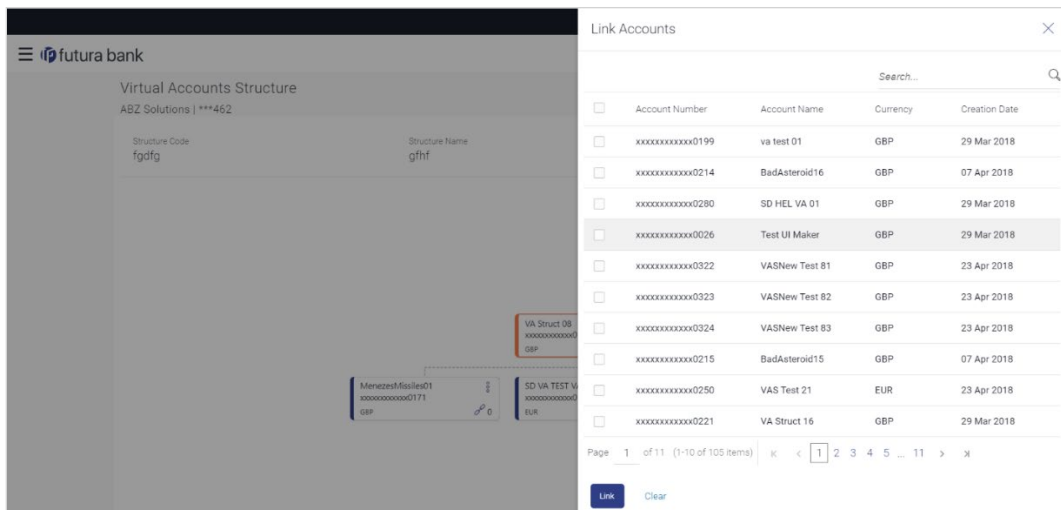 futura bank
Virtual Accounts Structure
ABZ Solutions | ***462
Structure Code
fgdfg
Structure Name
gfhf
VA Struct 08
xxxxxxxxxxxx0
GBP
MenezesMissiles01
xxxxxxxxxxxx0171
GBP
0
SD VA TEST V
xxxxxxxxxxxx0
EUR
Link Accounts
Search...
Account Number Account Name Currency Creation Date
xxxxxxxxxxxx0199 va test 01 GBP 29 Mar 2018
xxxxxxxxxxxx0214 BadAsteroid16 GBP 07 Apr 2018
xxxxxxxxxxxx0280 SD HEL VA 01 GBP 29 Mar 2018
xxxxxxxxxxxx0026 Test UI Maker GBP 29 Mar 2018
xxxxxxxxxxxx0322 VASNew Test 81 GBP 23 Apr 2018
xxxxxxxxxxxx0323 VASNew Test 82 GBP 23 Apr 2018
xxxxxxxxxxxx0324 VASNew Test 83 GBP 23 Apr 2018
xxxxxxxxxxxx0215 BadAsteroid15 GBP 07 Apr 2018
xxxxxxxxxxxx0250 VAS Test 21 EUR 23 Apr 2018
xxxxxxxxxxxx0221 VA Struct 16 GBP 29 Mar 2018
Page 1 of 11 (1-10 of 105 items) 1 2 3 4 5 ... 11
Link Clear